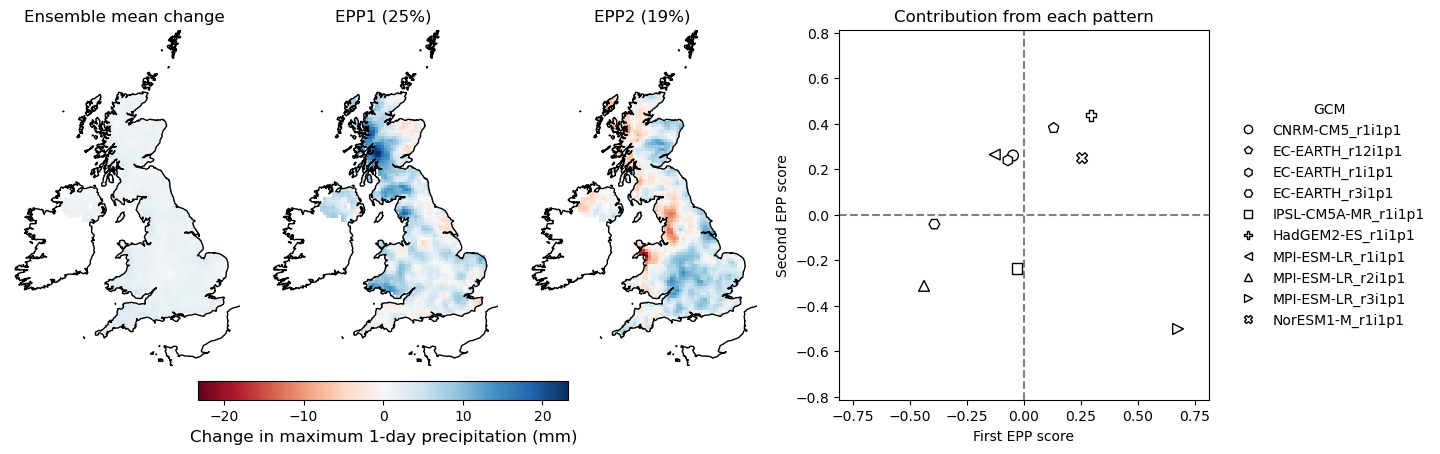 Ensemble mean change
EPP1 (25%)
EPP2 (19%)
−20 −10 0 10 20
Change in maximum 1-day precipitation (mm)
Contribution from each pattern
0.8
0.6
0.4
0.2
0.0
−0.2
−0.4
−0.6
−0.8
Second EPP score
−0.75 −0.50 −0.25 0.00 0.25 0.50 0.75
First EPP score
GCM
CNRM-CM5_r1i1p1
EC-EARTH_r12i1p1
EC-EARTH_r1i1p1
EC-EARTH_r3i1p1
IPSL-CM5A-MR_r1i1p1
HadGEM2-ES_r1i1p1
MPI-ESM-LR_r1i1p1
MPI-ESM-LR_r2i1p1
MPI-ESM-LR_r3i1p1
NorESM1-M_r1i1p1